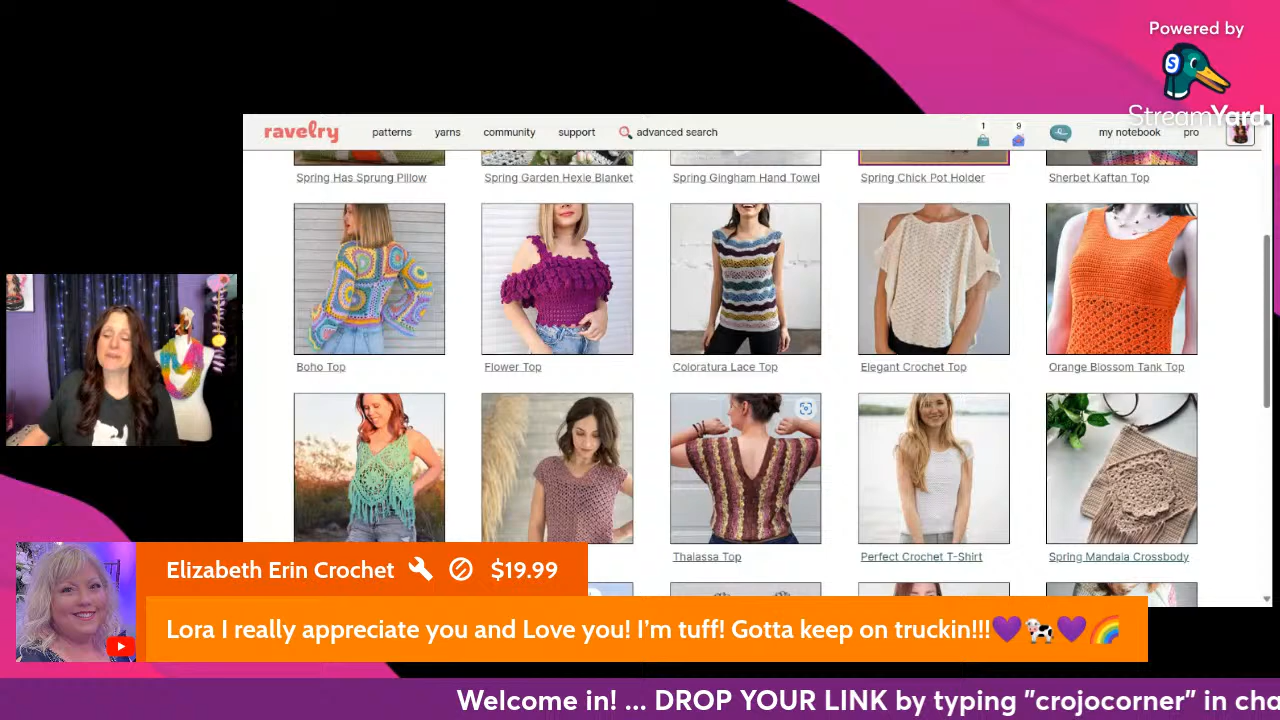 Powered by
StreamYard
ravelry
patterns
yarns
community
support
advanced search
1
9
my notebook
pro
Spring Has Sprung Pillow
Spring Garden Hexie Blanket
Spring Gingham Hand Towel
Spring Chick Pot Holder
Sherbet Kaftan Top
Boho Top
Flower Top
Coloratura Lace Top
Elegant Crochet Top
Orange Blossom Tank Top
Thalassa Top
Perfect Crochet T-Shirt
Spring Mandala Crossbody
Elizabeth Erin Crochet $19.99
Lora I really appreciate you and Love you! I’m tuff! Gotta keep on truckin!!!💜🐄💜🌈
Welcome in! ... DROP YOUR LINK by typing "crojocorner" in cha